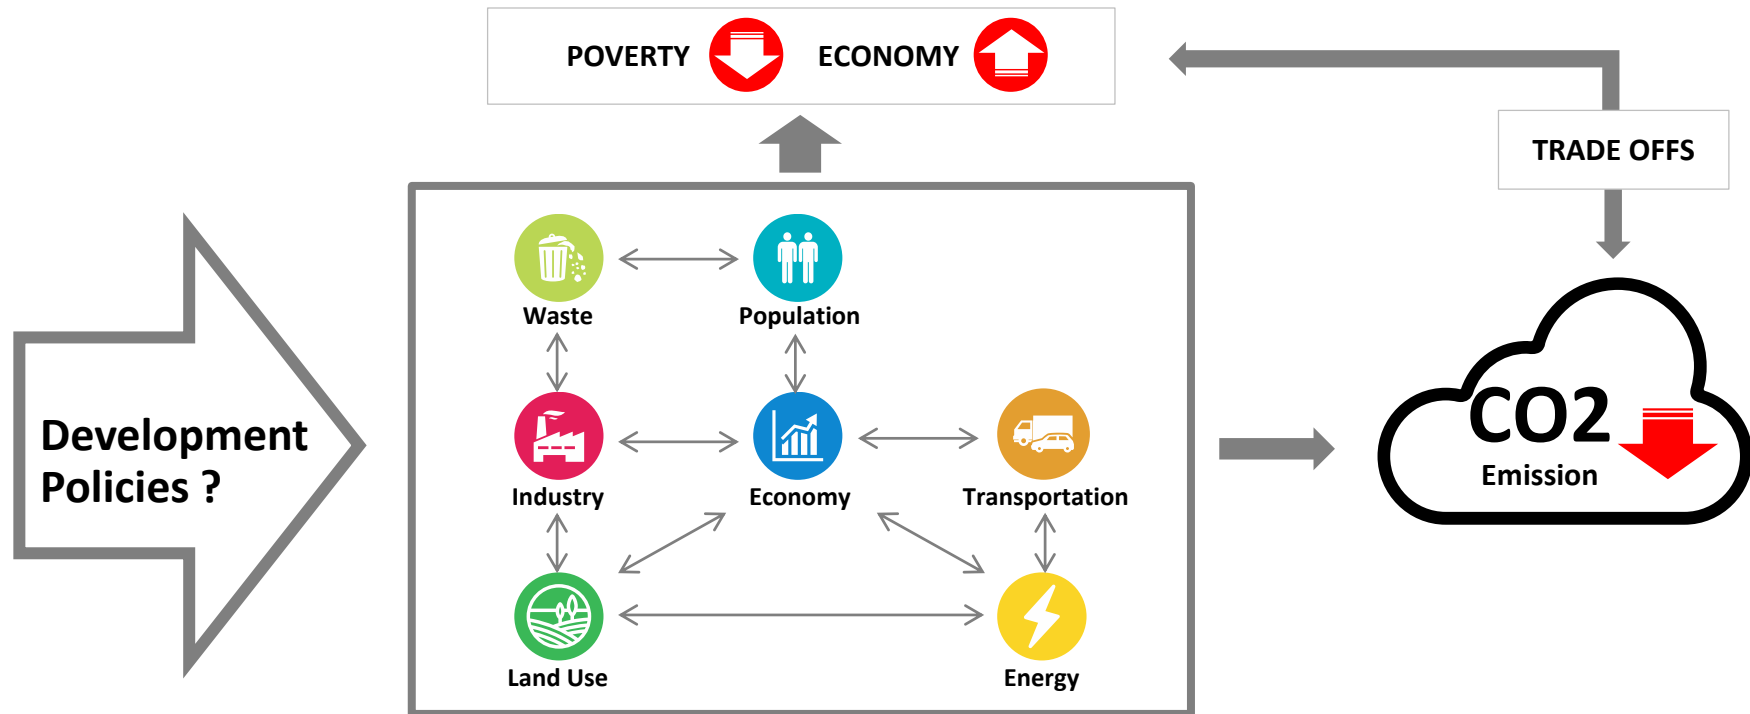 POVERTY ECONOMY
TRADE OFFS
Waste Population
Development
Policies ?
Industry Economy Transportation
Land Use Energy
CO2
Emission